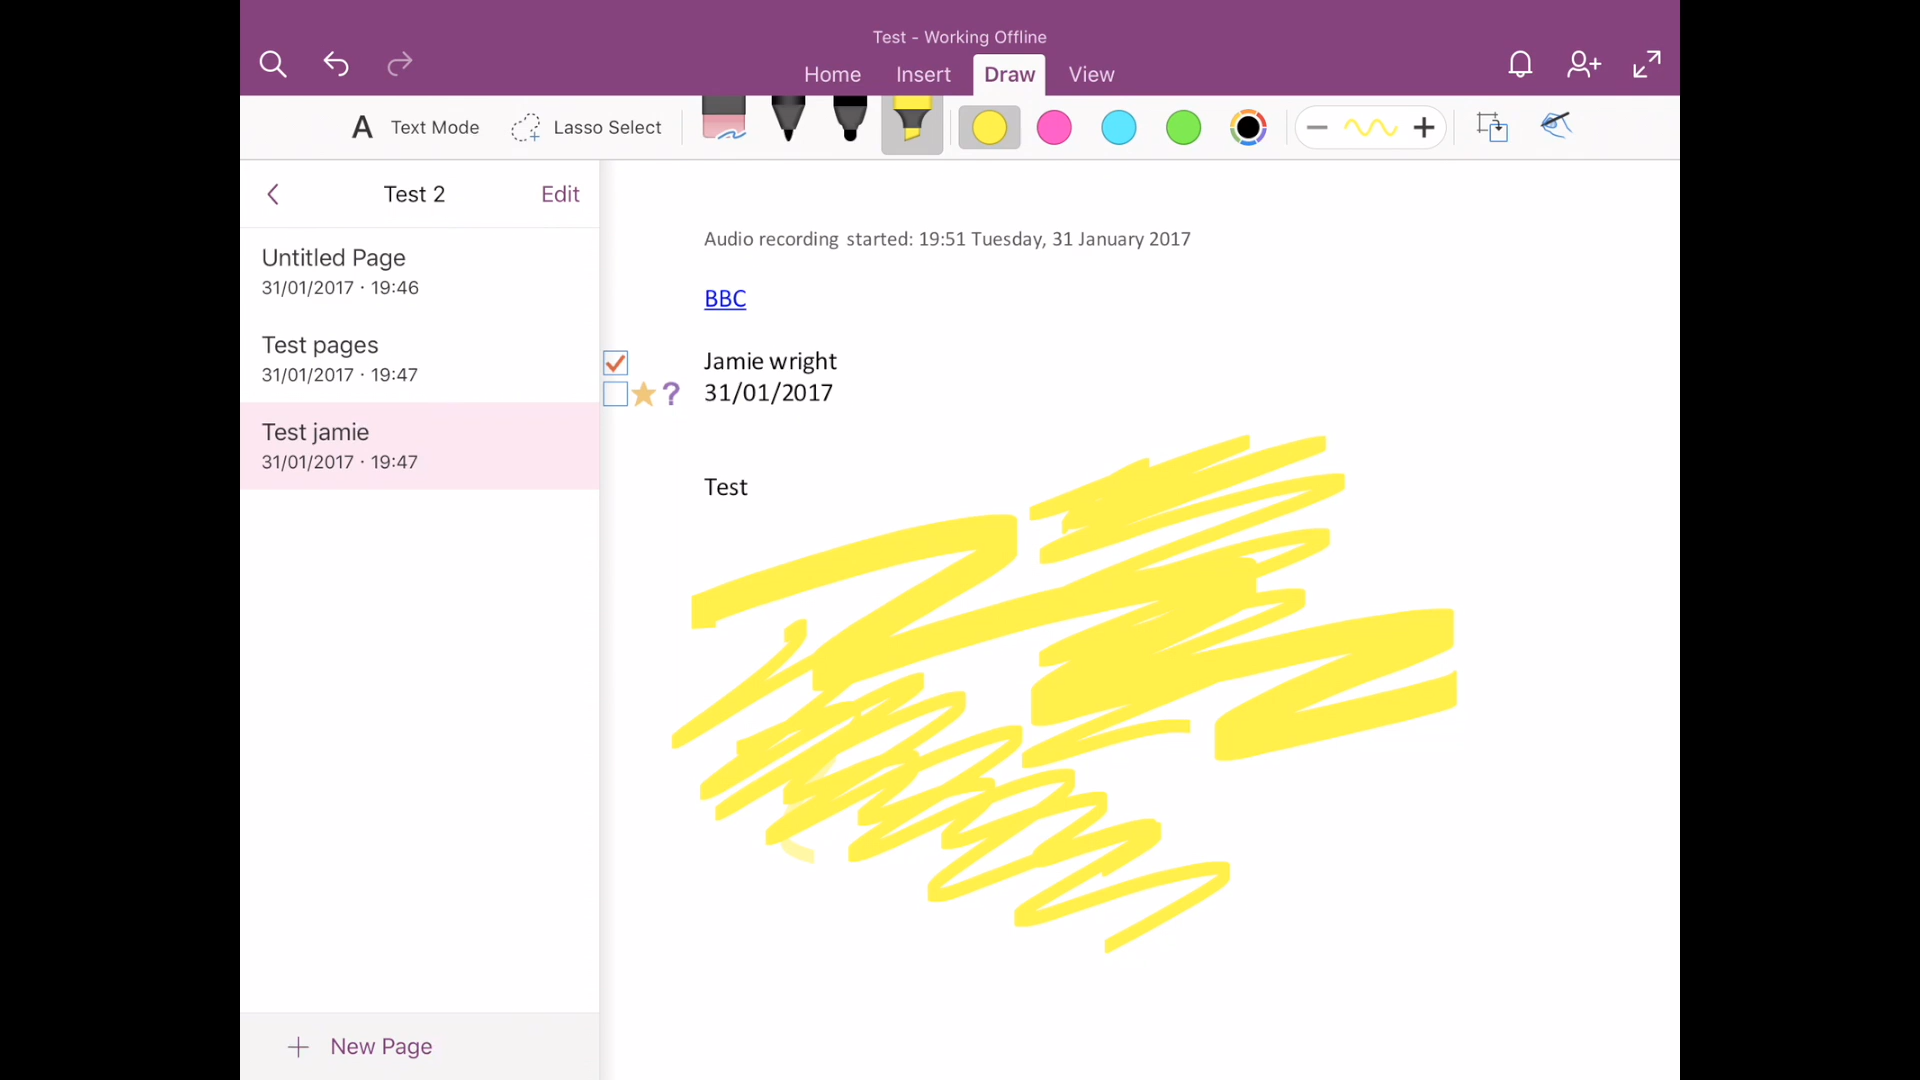 Test - Working Offline
Home Insert Draw View
A Text Mode Lasso Select
Test 2 Edit
Untitled Page
31/01/2017 · 19:46
Test pages
31/01/2017 · 19:47
Test jamie
31/01/2017 · 19:47
New Page
Audio recording started: 19:51 Tuesday, 31 January 2017
BBC
Jamie wright
? 31/01/2017
Test